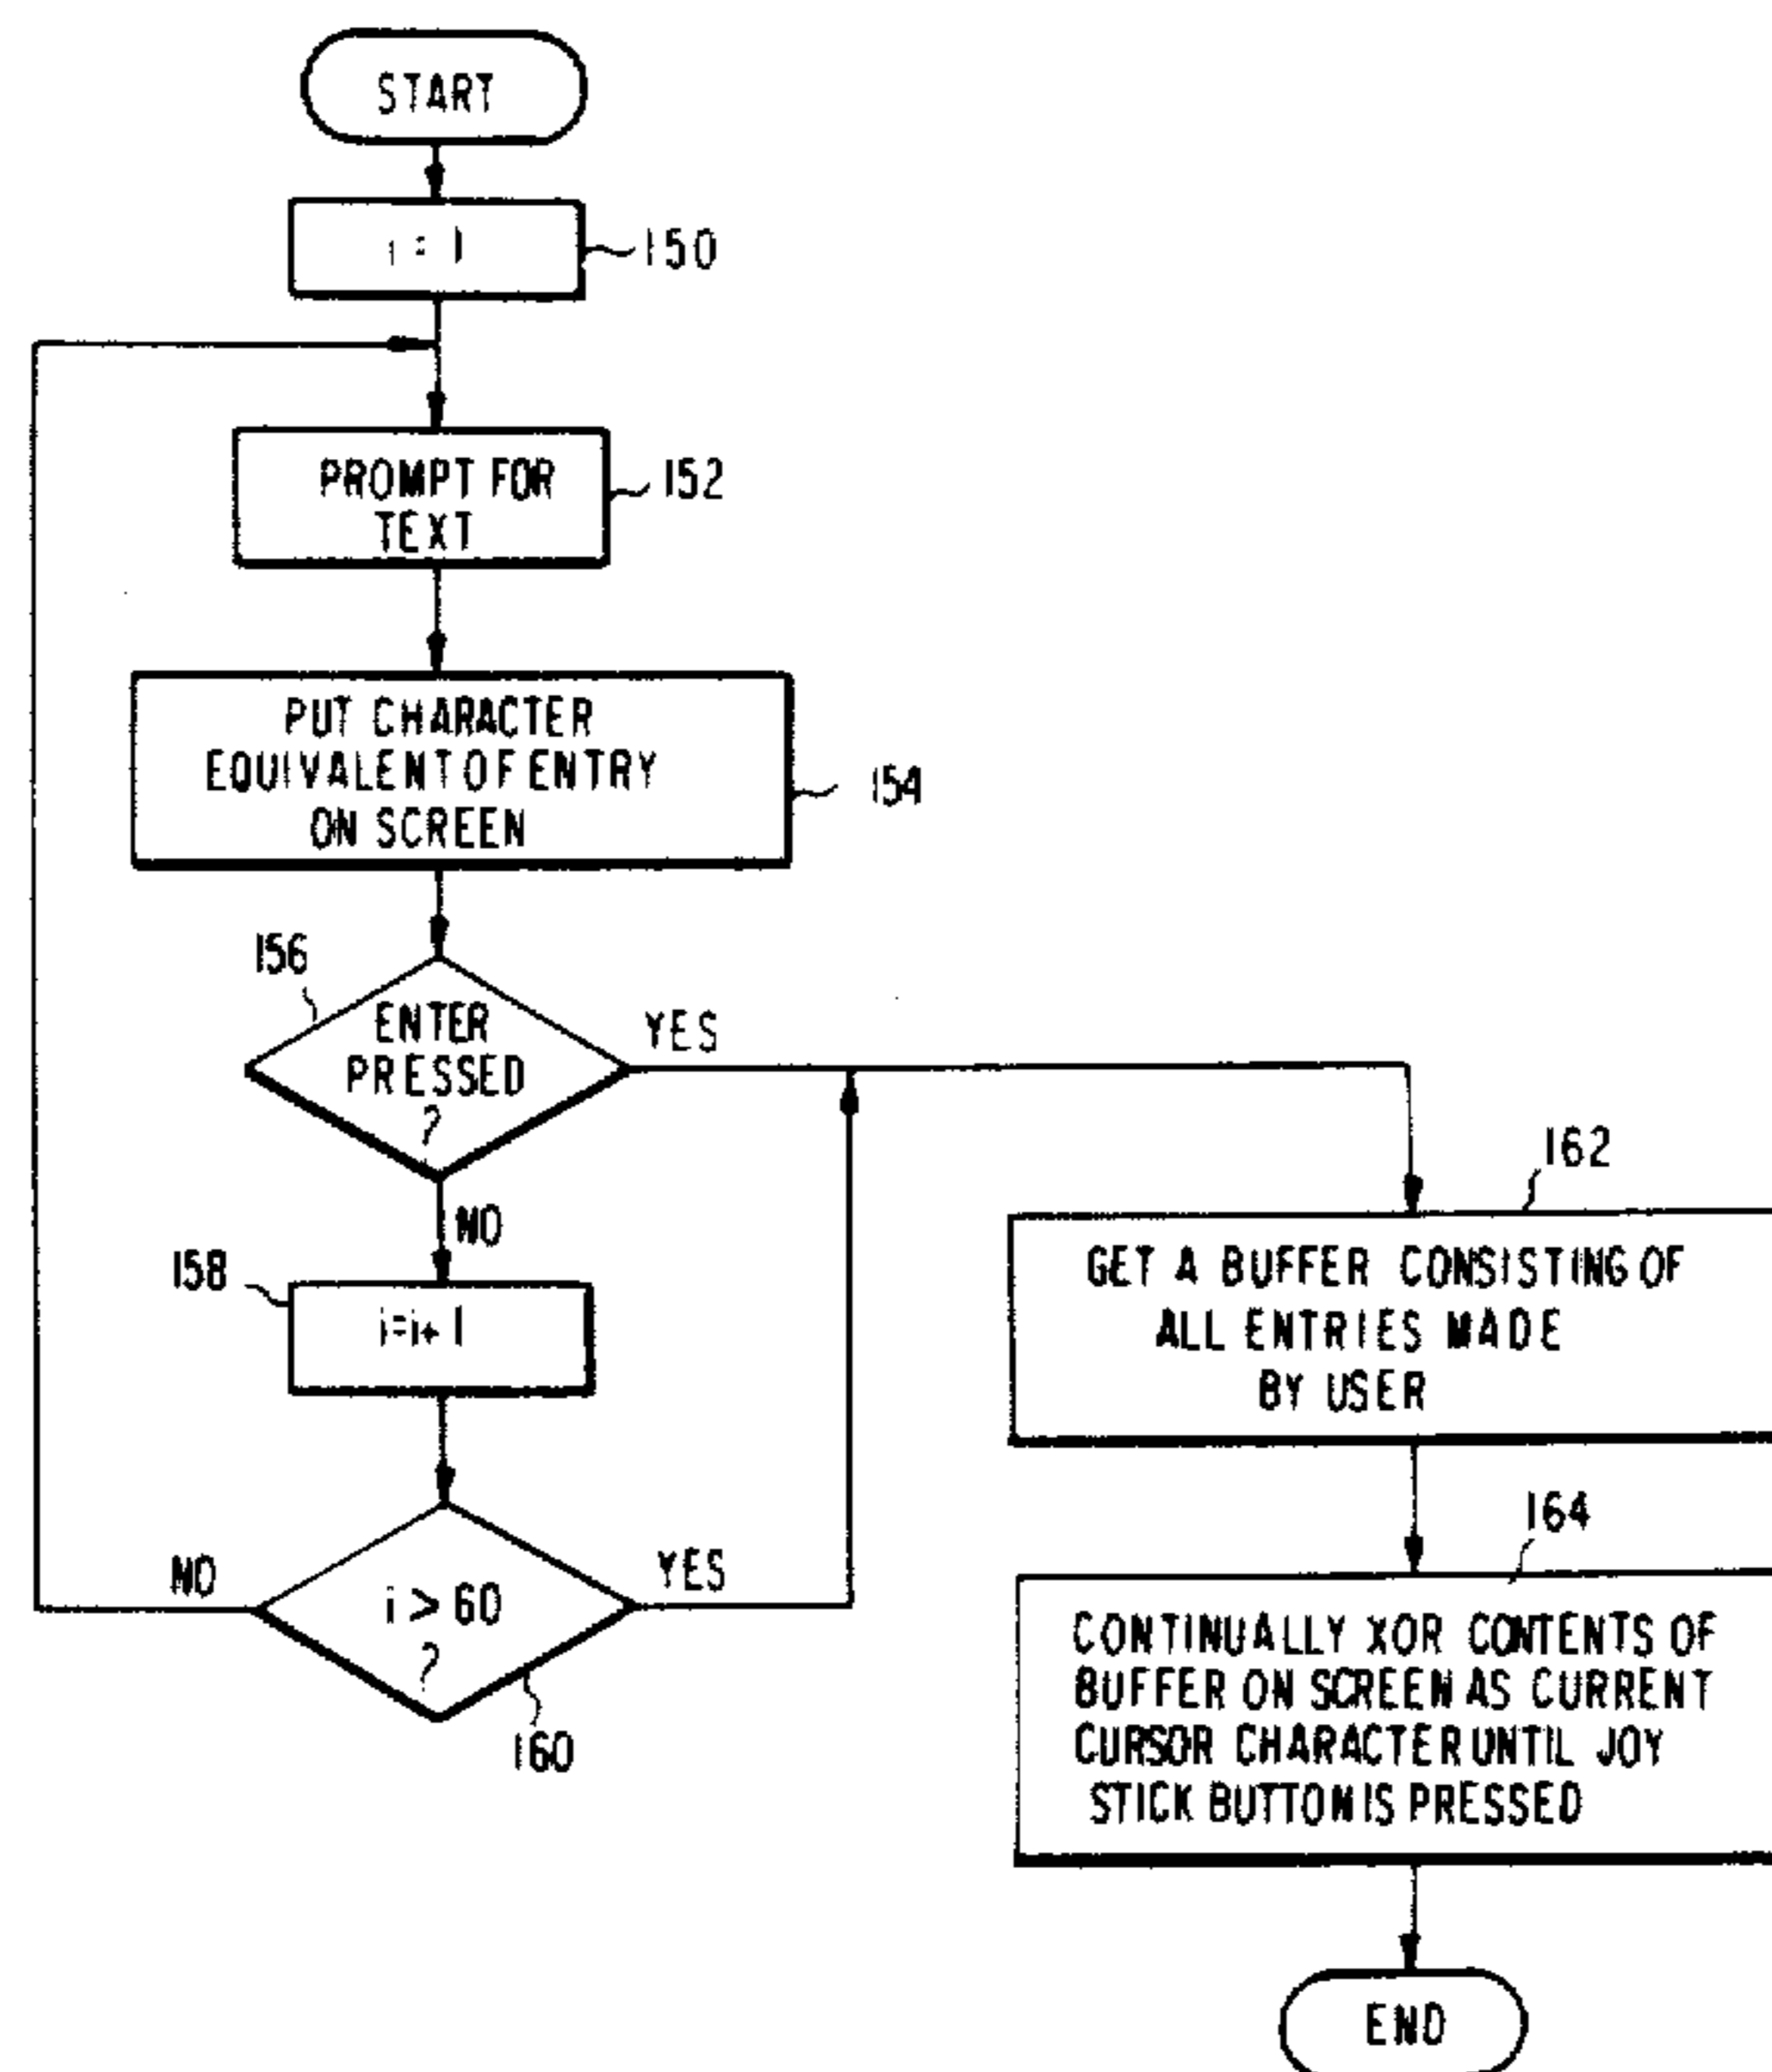 START
i = 1
150
PROMPT FOR
TEXT
152
PUT CHARACTER
EQUIVALENT OF ENTRY
ON SCREEN
154
156
ENTER
PRESSED
?
YES
NO
158
i=i+1
i > 60
?
NO
YES
160
162
GET A BUFFER CONSISTING OF
ALL ENTRIES MADE
BY USER
164
CONTINUALLY XOR CONTENTS OF
BUFFER ON SCREEN AS CURRENT
CURSOR CHARACTER UNTIL JOY
STICK BUTTON IS PRESSED
END